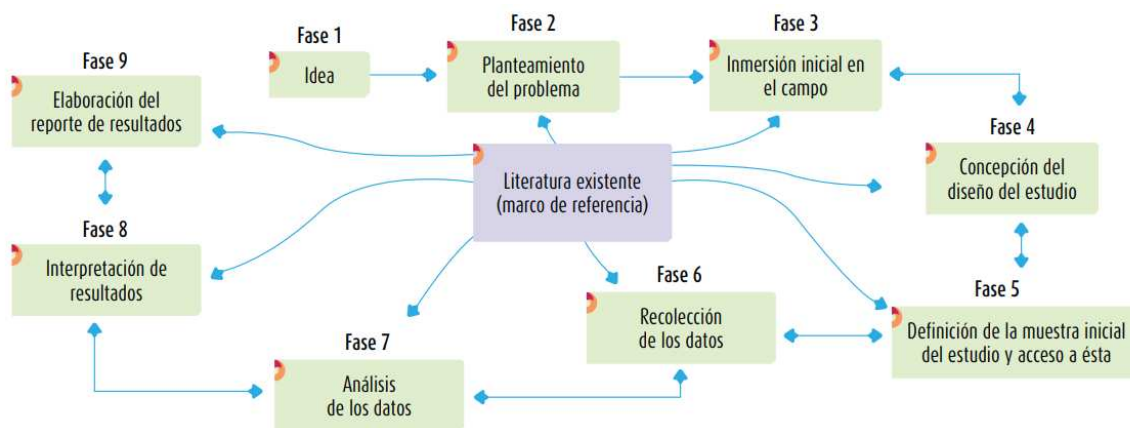 Fase 1
Idea
Fase 2
Planteamiento
del problema
Fase 3
Inmersión inicial en
el campo
Fase 4
Concepción del
diseño del estudio
Fase 5
Definición de la muestra inicial
del estudio y acceso a ésta
Fase 6
Recolección
de los datos
Fase 7
Análisis
de los datos
Fase 8
Interpretación de
resultados
Fase 9
Elaboración del
reporte de resultados
Literatura existente
(marco de referencia)